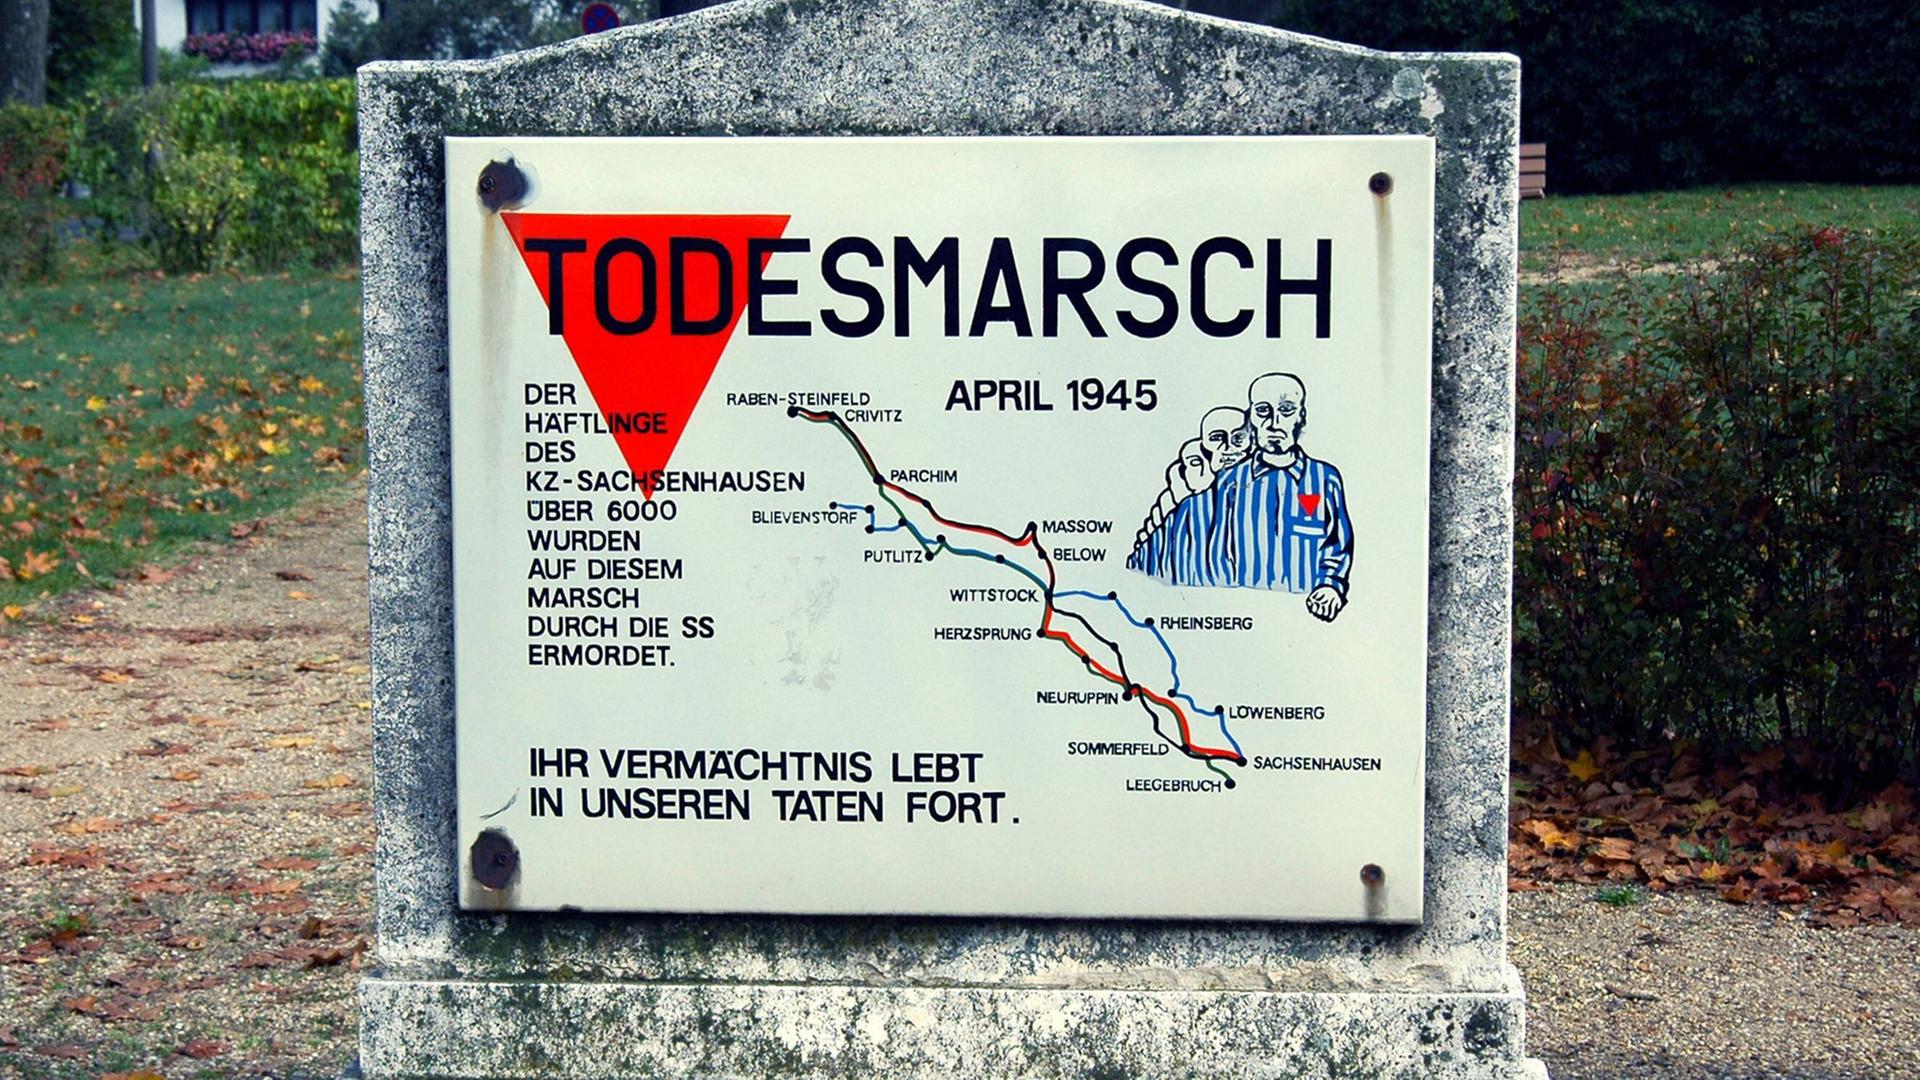 TODESMARSCH
APRIL 1945
DER
HÄFTLINGE
DES
KZ-SACHSENHAUSEN
ÜBER 6000
WURDEN
AUF DIESEM
MARSCH
DURCH DIE SS
ERMORDET.
RABEN-STEINFELD
CRIVITZ
PARCHIM
BLIEVENSTORF
MASSOW
PUTLITZ
BELOW
WITTSTOCK
RHEINSBERG
HERZSPRUNG
NEURUPPIN
LÖWENBERG
SOMMERFELD
SACHSENHAUSEN
LEEGEBRUCH
IHR VERMÄCHTNIS LEBT
IN UNSEREN TATEN FORT.